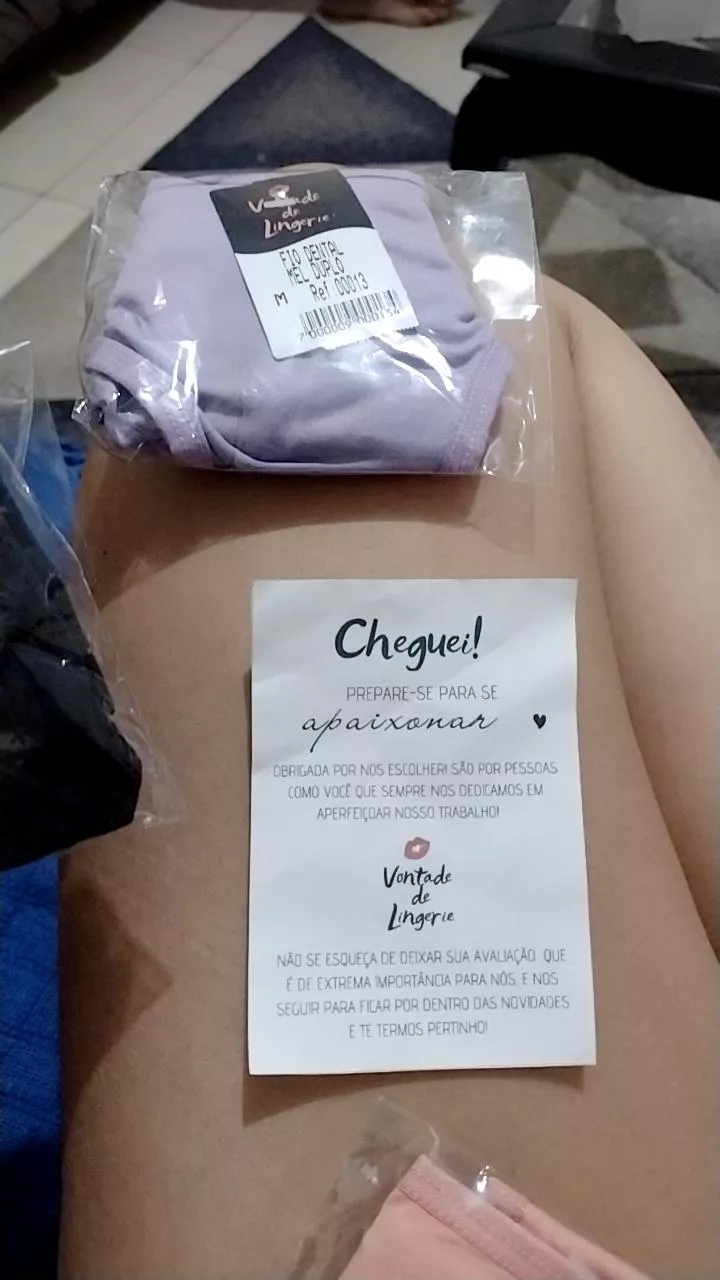 Vontade
de
Lingerie
FIO DENTAL
MEL DUPLO
M Ref 00013
Cheguei!
PREPARE-SE PARA SE
apaixonar
OBRIGADA POR NOS ESCOLHER! SÃO POR PESSOAS
COMO VOCÊ QUE SEMPRE NOS DEDICAMOS EM
APERFEIÇOAR NOSSO TRABALHO!
Vontade
de
Lingerie
NÃO SE ESQUEÇA DE DEIXAR SUA AVALIAÇÃO QUE
É DE EXTREMA IMPORTÂNCIA PARA NÓS, E NOS
SEGUIR PARA FICAR POR DENTRO DAS NOVIDADES
E TE TERMOS PERTINHO!